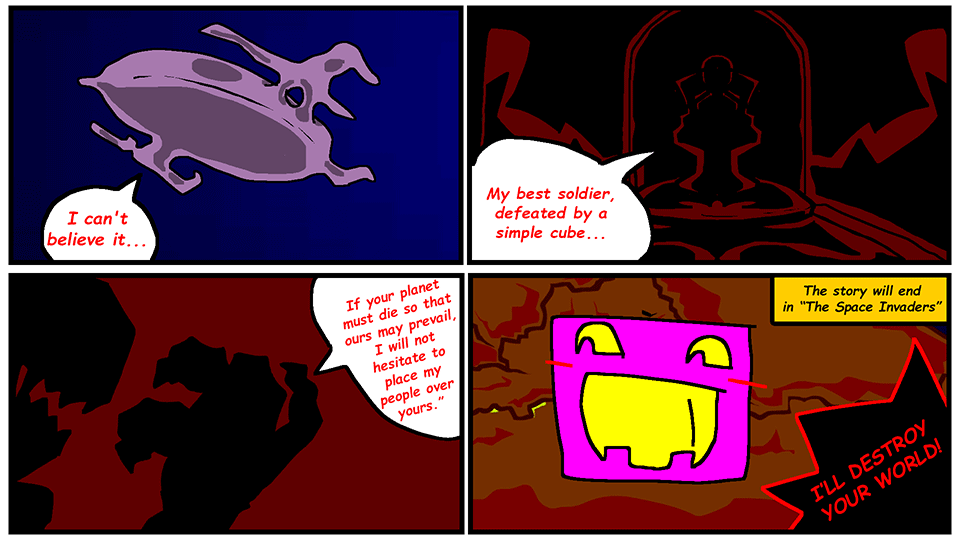 I can't
believe it...
My best soldier,
defeated by a
simple cube...
If your planet
must die so that
ours may prevail,
I will not
hesitate to
place my
people over
yours."
The story will end
in "The Space Invaders"
I'LL DESTROY
YOUR WORLD!